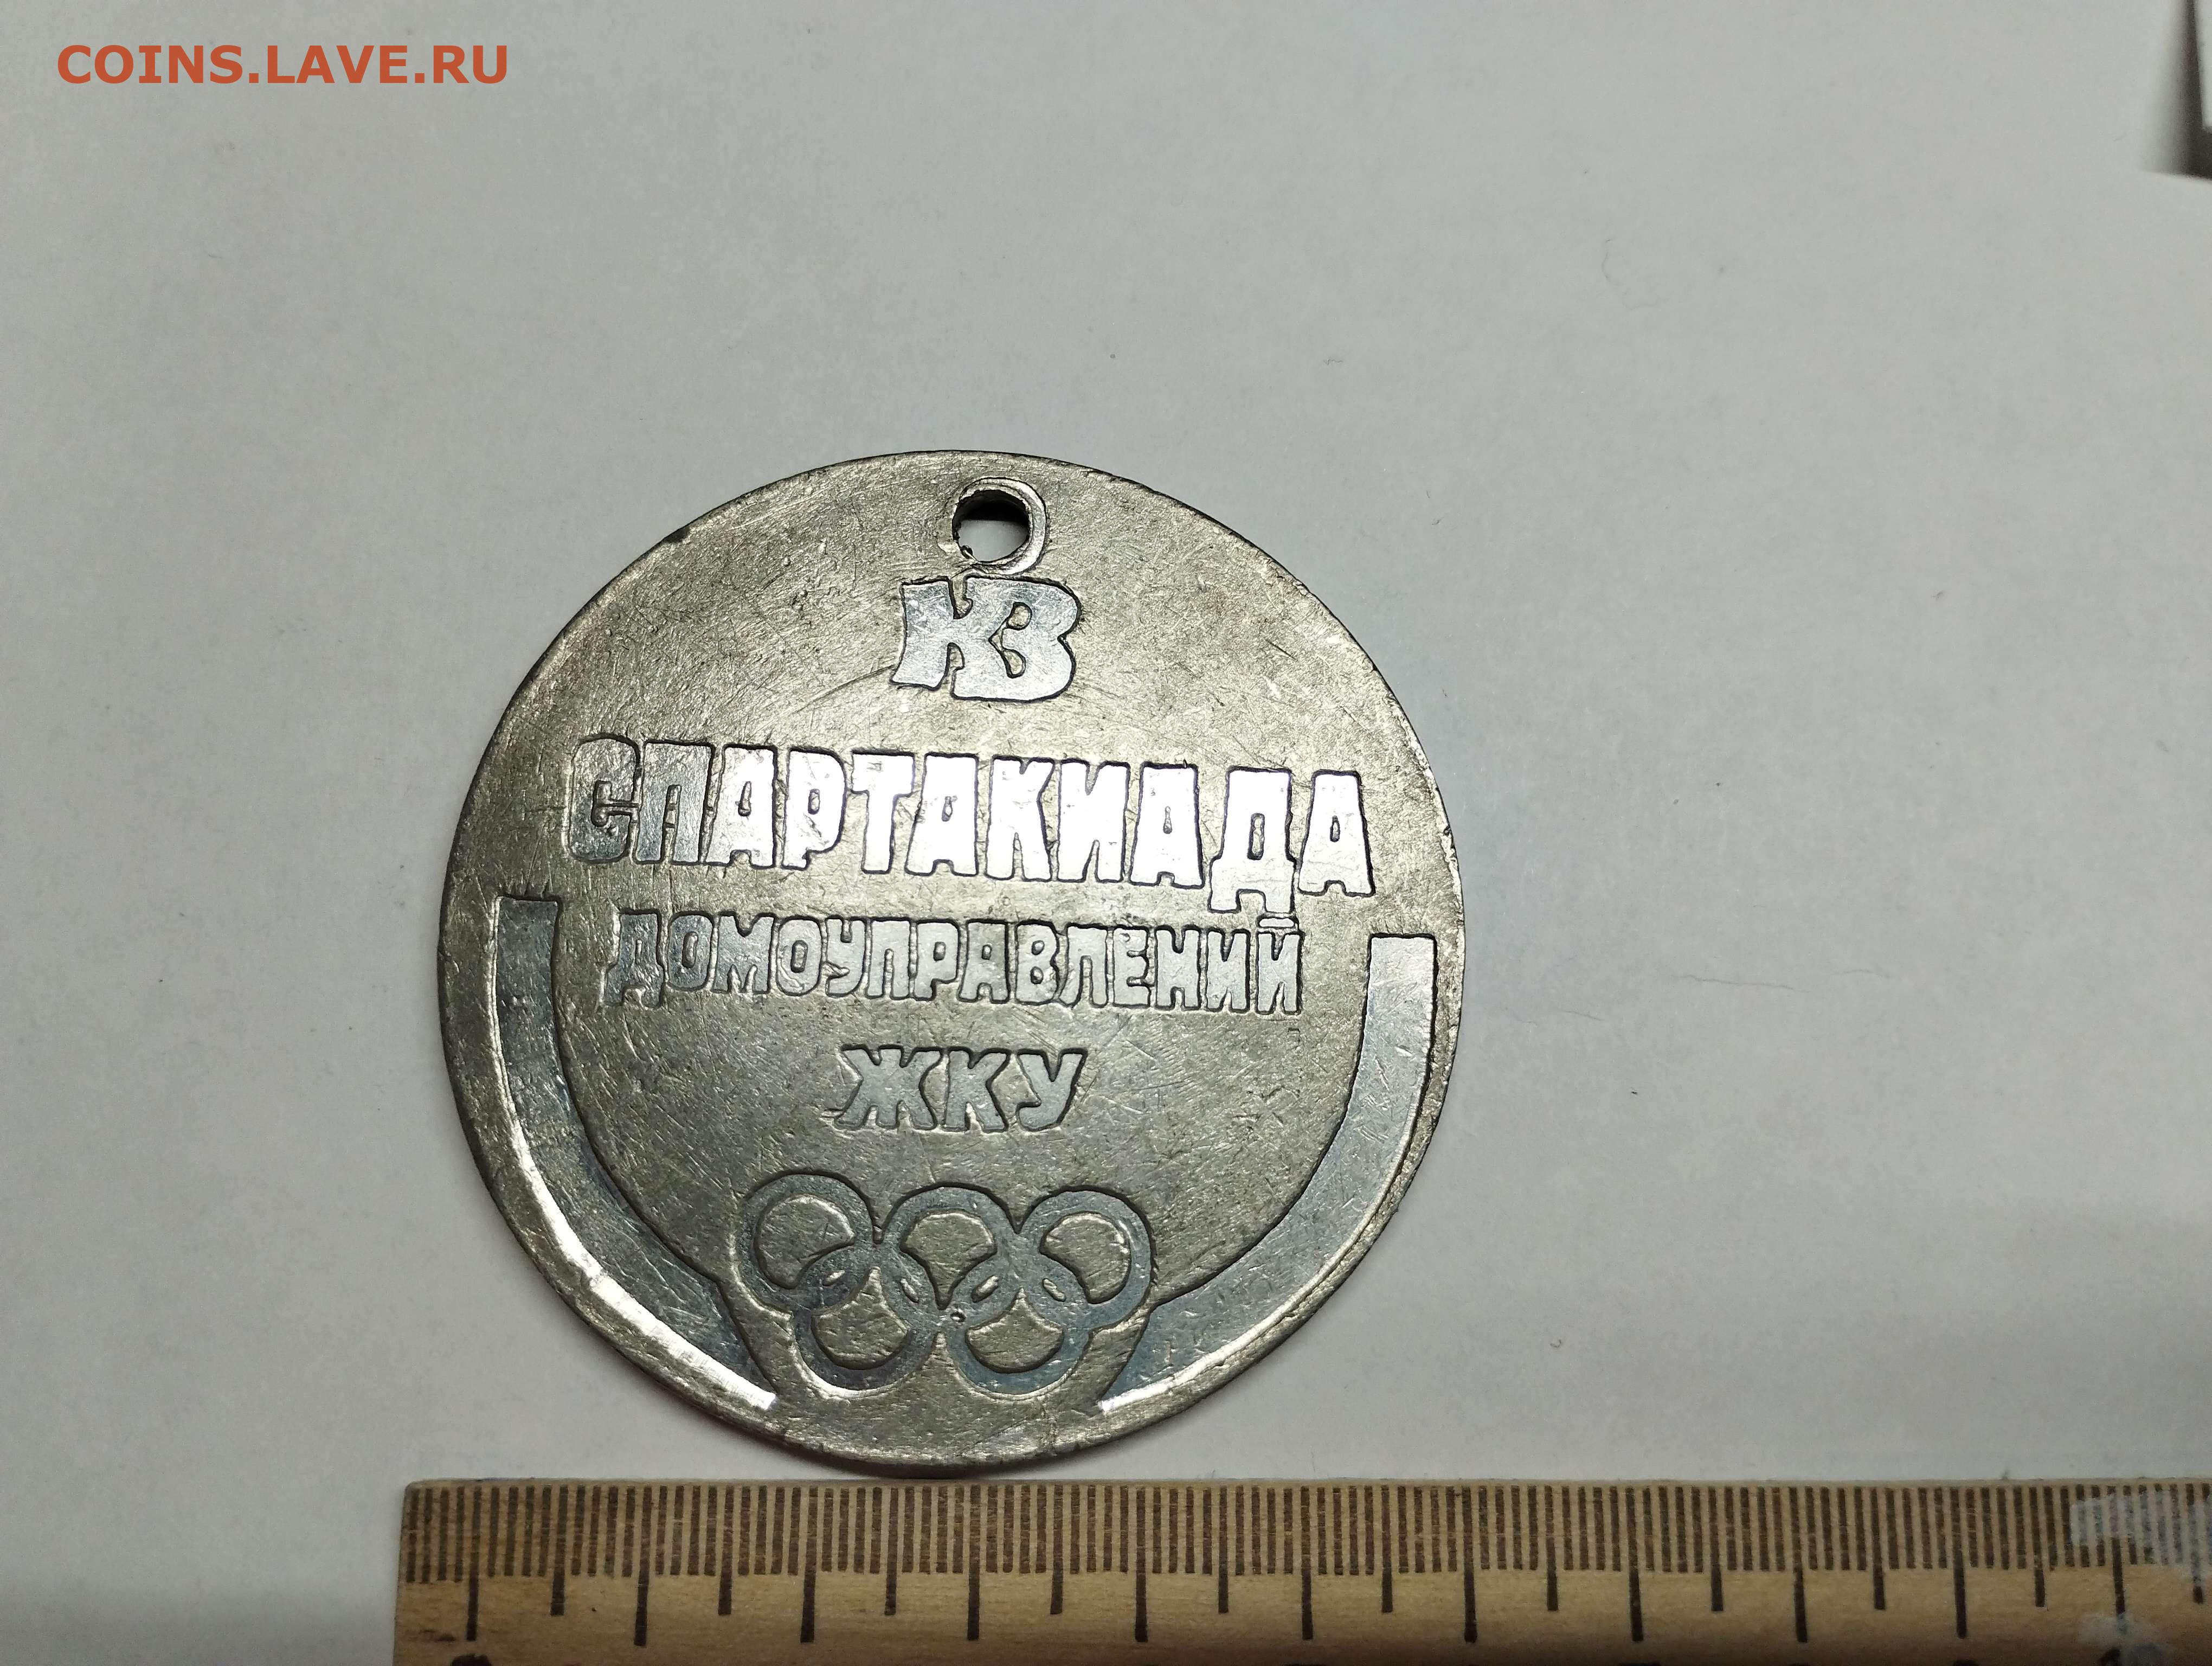 COINS.LAVE.RU
КЗ
СПАРТАКИАДА
ДОМОУПРАВЛЕНИЙ
ЖКУ